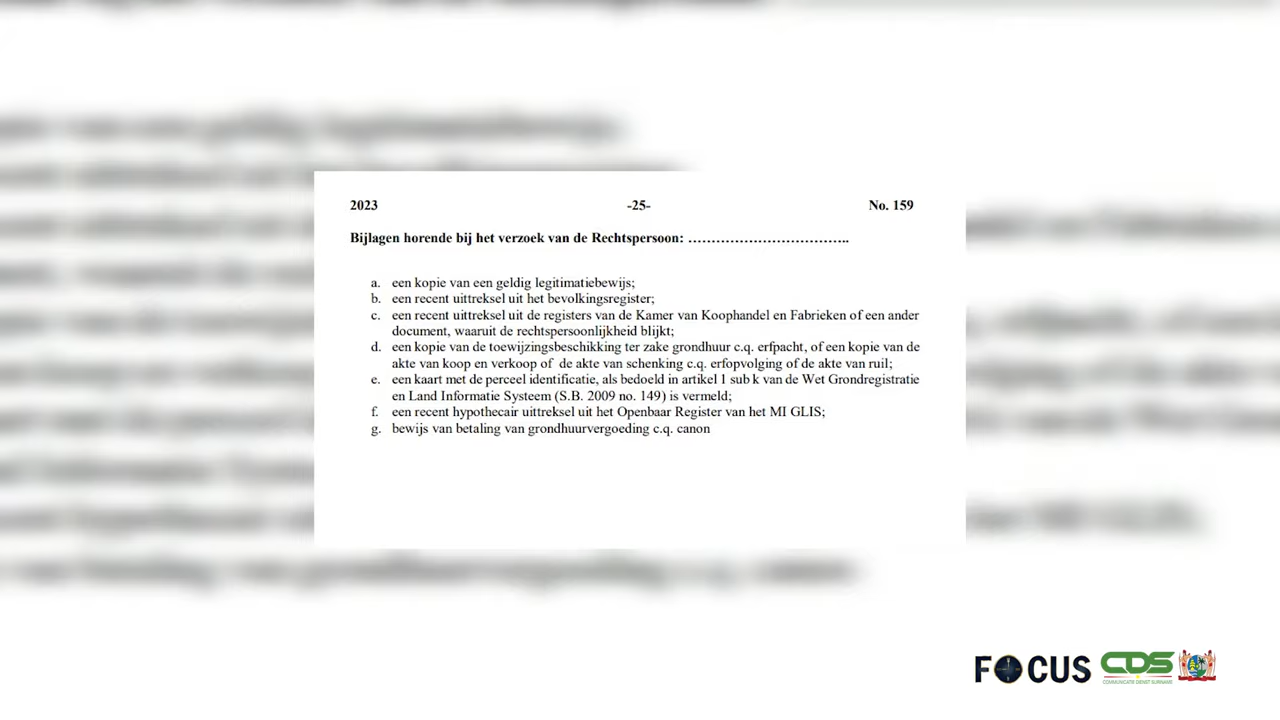 2023 -25- No. 159
Bijlagen horende bij het verzoek van de Rechtspersoon: ……………………………..
a. een kopie van een geldig legitimatiebewijs;
b. een recent uittreksel uit het bevolkingsregister;
c. een recent uittreksel uit de registers van de Kamer van Koophandel en Fabrieken of een ander
document, waaruit de rechtspersoonlijkheid blijkt;
d. een kopie van de toewijzingsbeschikking ter zake grondhuur c.q. erfpacht, of een kopie van de
akte van koop en verkoop of de akte van schenking c.q. erfopvolging of de akte van ruil;
e. een kaart met de perceel identificatie, als bedoeld in artikel 1 sub k van de Wet Grondregistratie
en Land Informatie Systeem (S.B. 2009 no. 149) is vermeld;
f. een recent hypothecair uittreksel uit het Openbaar Register van het MI GLIS;
g. bewijs van betaling van grondhuurvergoeding c.q. canon
FOCUS CDS
COMMUNICATIE DIENST SURINAME